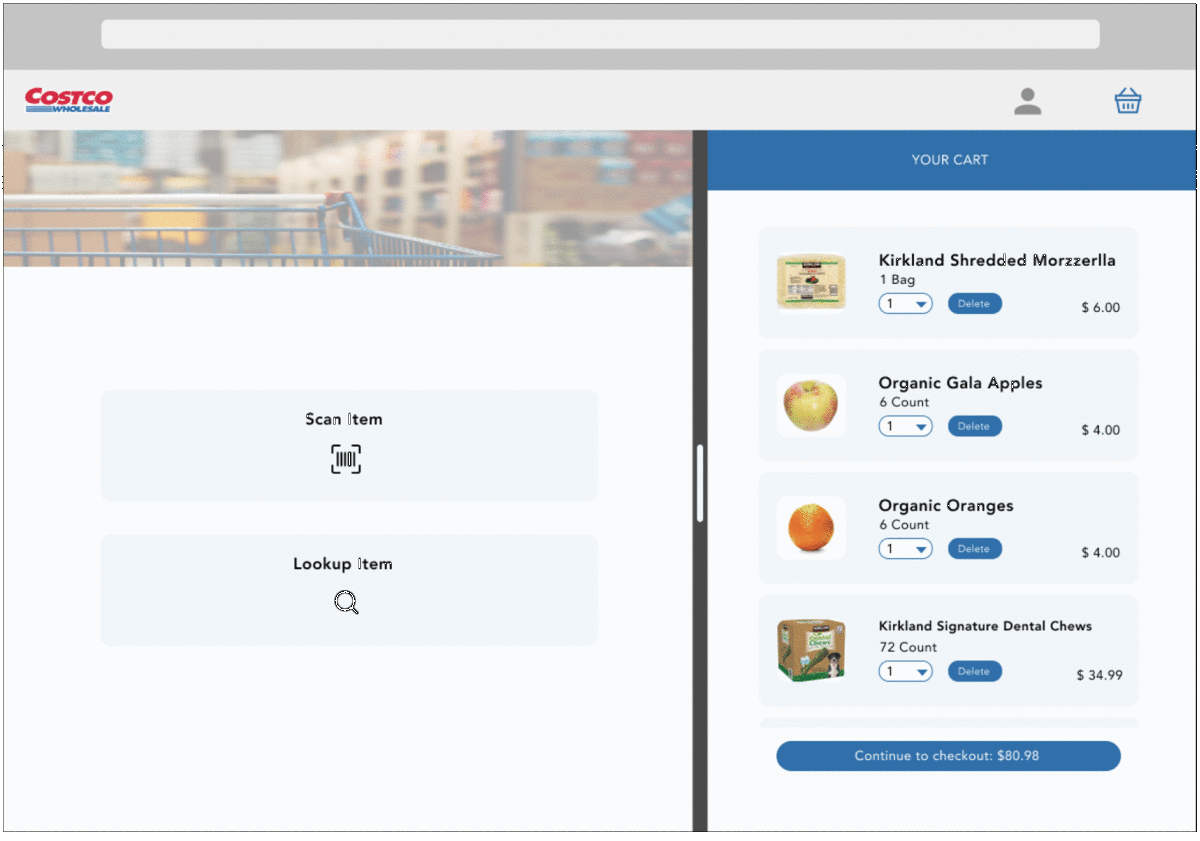 COSTCO
WHOLESALE
YOUR CART
Kirkland Shredded Morzzerlla
1 Bag
1
Delete
$ 6.00
Organic Gala Apples
6 Count
1
Delete
$ 4.00
Scan Item
Organic Oranges
6 Count
1
Delete
$ 4.00
Lookup Item
Kirkland Signature Dental Chews
72 Count
1
Delete
$ 34.99
Continue to checkout: $80.98